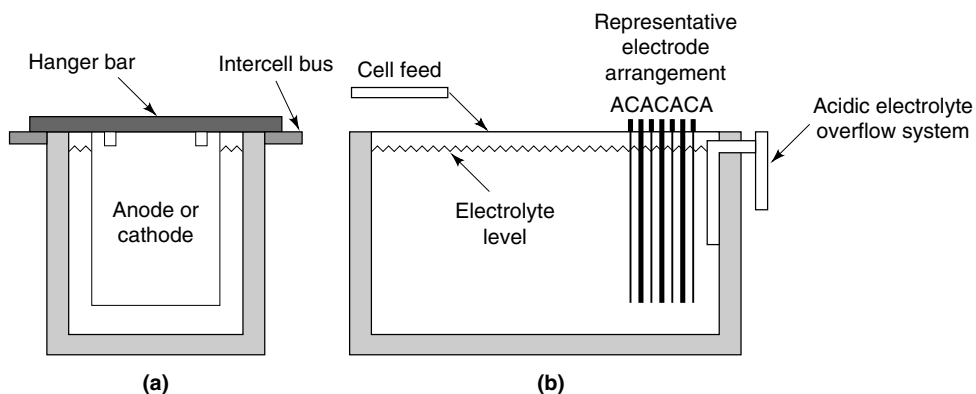 Hanger bar
Intercell bus
Anode or
cathode
(a)
Cell feed
Representative
electrode
arrangement
ACACACA
Acidic electrolyte
overflow system
Electrolyte
level
(b)